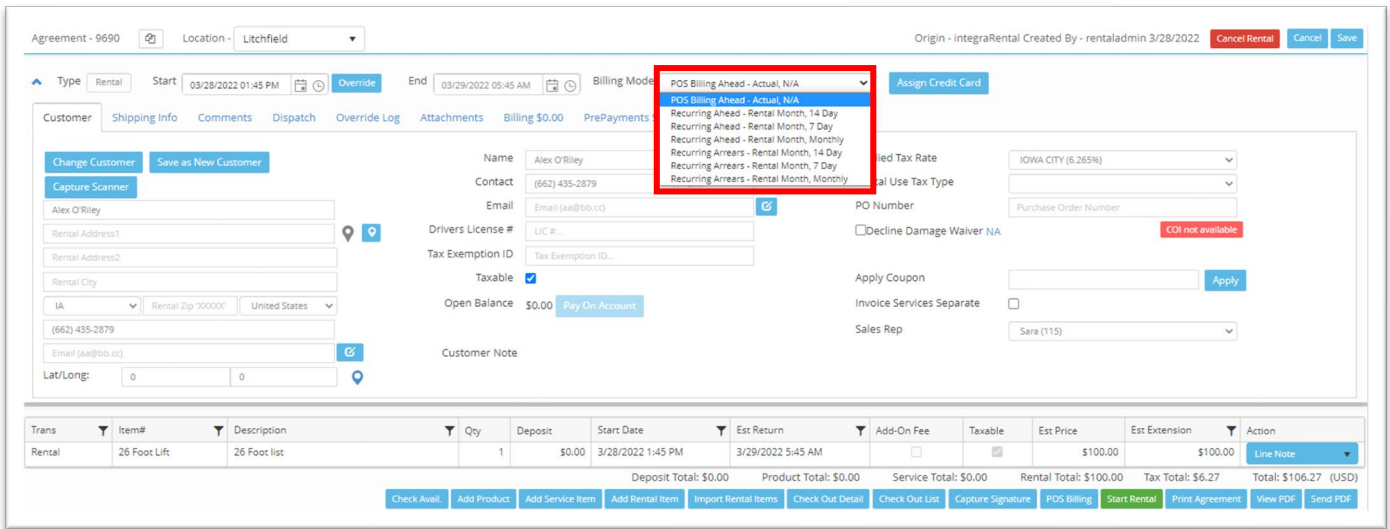 Agreement - 9690 Location - Litchfield Origin - integraRental Created By - rentaladmin 3/28/2022 Cancel Rental Cancel Save
Type Rental Start 03/28/2022 01:45 PM Override End 03/29/2022 05:45 AM Billing Mode POS Billing Ahead - Actual, N/A Assign Credit Card
POS Billing Ahead - Actual, N/A
Recurring Ahead - Rental Month, 14 Day
Recurring Ahead - Rental Month, 7 Day
Recurring Ahead - Rental Month, Monthly
Recurring Arrears - Rental Month, 14 Day
Recurring Arrears - Rental Month, 7 Day
Recurring Arrears - Rental Month, Monthly
Customer Shipping Info Comments Dispatch Override Log Attachments Billing $0.00 PrePayments
Change Customer Save as New Customer
Capture Scanner
Alex O'Riley
Rental Address1
Rental Address2
Rental City
IA Rental Zip 'XXXXX' United States
(662) 435-2879
Email (aa@bb.cc)
Lat/Long: 0 0
Name Alex O'Riley
Contact (662) 435-2879
Email Email (aa@bb.cc)
Drivers License # LIC #...
Tax Exemption ID Tax Exemption ID...
Taxable
Open Balance $0.00 Pay On Account
Customer Note
Tax Rate IOWA CITY (6.265%)
Use Tax Type
PO Number Purchase Order Number
Decline Damage Waiver NA COI not available
Apply Coupon Apply
Invoice Services Separate
Sales Rep Sara (115)
Trans Item# Description Qty Deposit Start Date Est Return Add-On Fee Taxable Est Price Est Extension Action
Rental 26 Foot Lift 26 Foot list 1 $0.00 3/28/2022 1:45 PM 3/29/2022 5:45 AM $100.00 $100.00 Line Note
Deposit Total: $0.00 Product Total: $0.00 Service Total: $0.00 Rental Total: $100.00 Tax Total: $6.27 Total: $106.27 (USD)
Check Avail. Add Product Add Service Item Add Rental Item Import Rental Items Check Out Detail Check Out List Capture Signature POS Billing Start Rental Print Agreement View PDF Send PDF